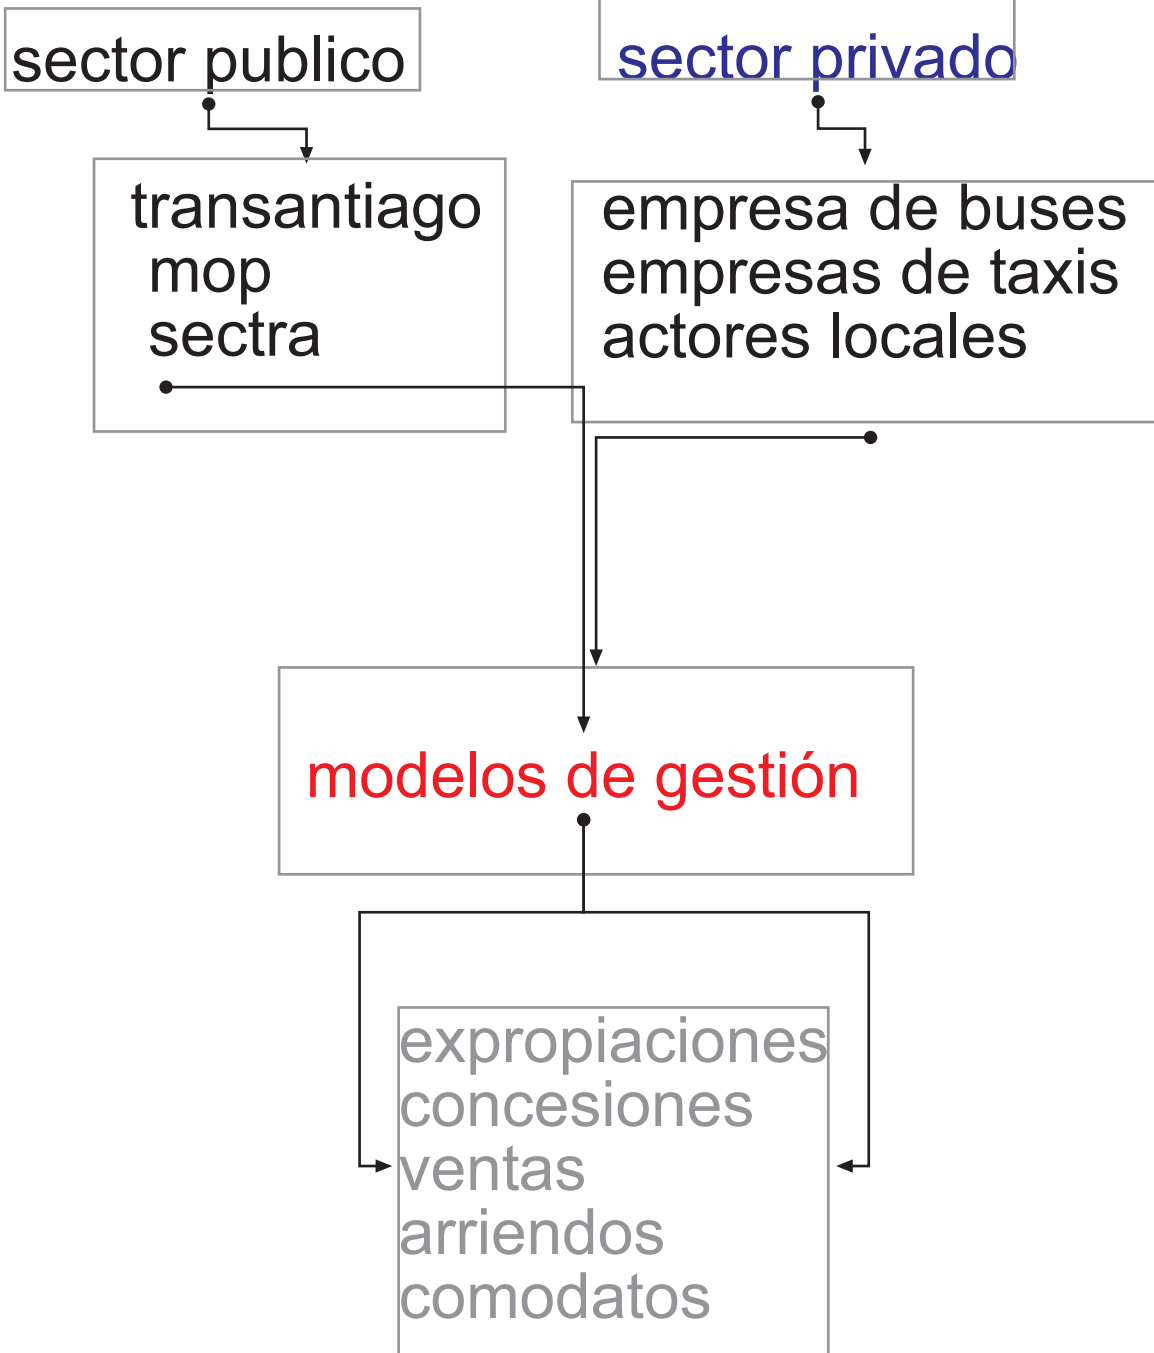 sector publico
sector privado
transantiago
mop
sectra
empresa de buses
empresas de taxis
actores locales
modelos de gestión
expropiaciones
concesiones
ventas
arriendos
comodatos